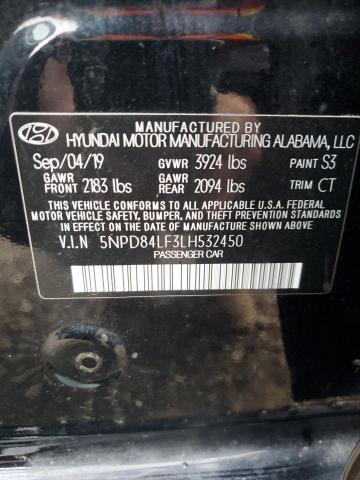 MANUFACTURED BY
HYUNDAI MOTOR MANUFACTURING ALABAMA, LLC
Sep/04/19 GVWR 3924 lbs PAINT S3
GAWR FRONT 2183 lbs GAWR REAR 2094 lbs TRIM CT
THIS VEHICLE CONFORMS TO ALL APPLICABLE U.S.A. FEDERAL
MOTOR VEHICLE SAFETY, BUMPER, AND THEFT PREVENTION
STANDARDS IN EFFECT ON THE DATE OF MANUFACTURE SHOWN ABOVE.
V.I.N 5NPD84LF3LH532450
PASSENGER CAR